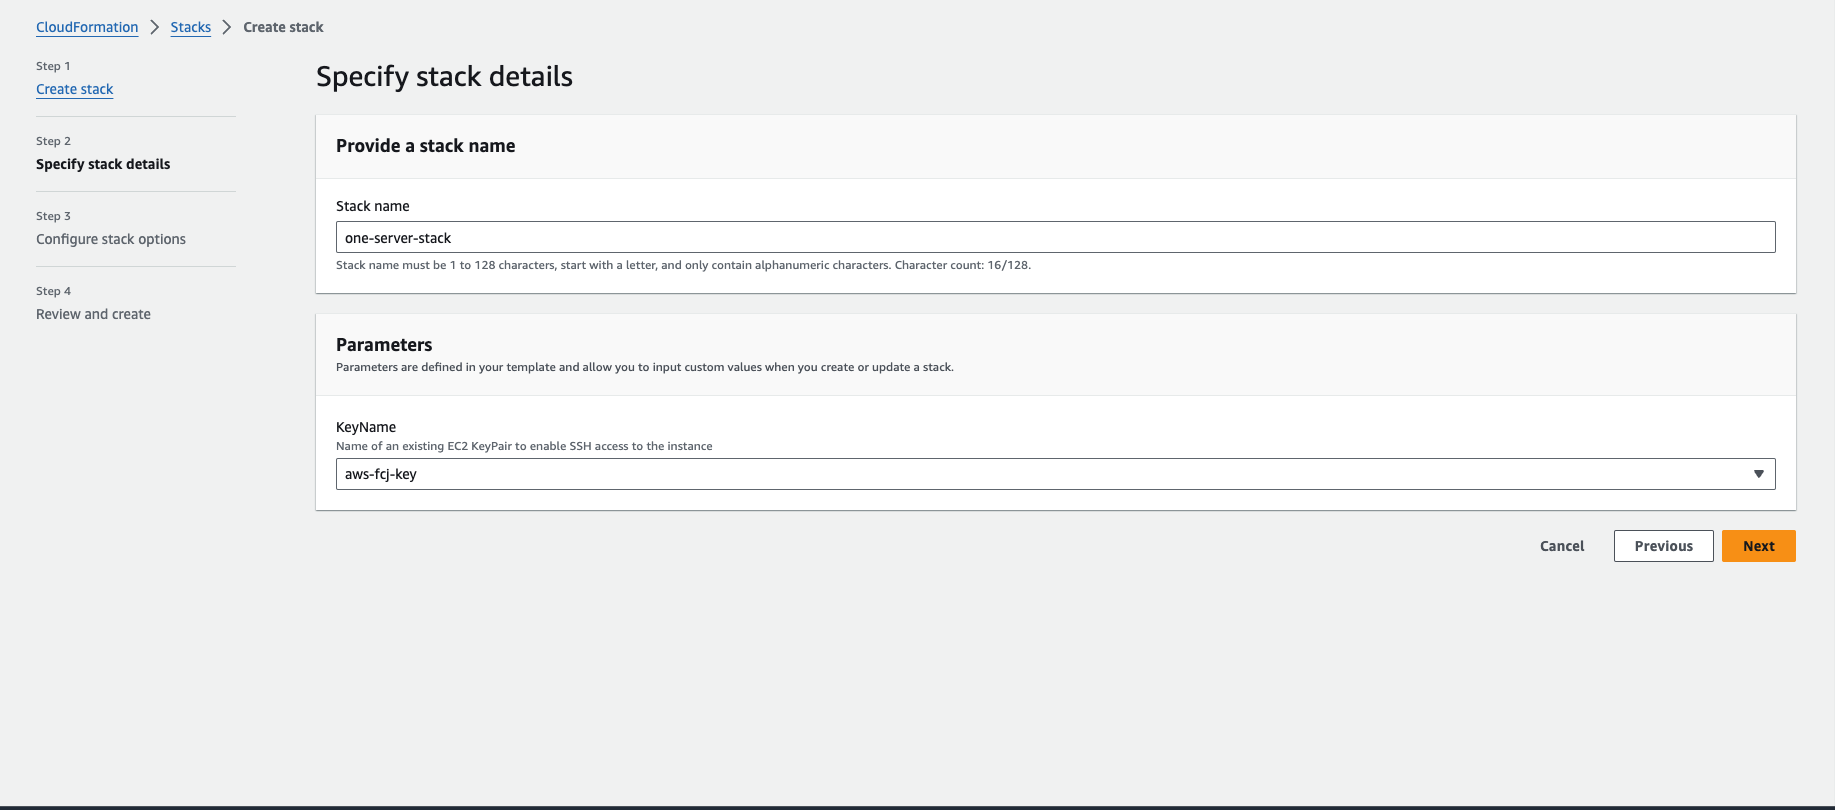 CloudFormation > Stacks > Create stack
Step 1
Create stack
Step 2
Specify stack details
Step 3
Configure stack options
Step 4
Review and create
Specify stack details
Provide a stack name
Stack name
one-server-stack
Stack name must be 1 to 128 characters, start with a letter, and only contain alphanumeric characters. Character count: 16/128.
Parameters
Parameters are defined in your template and allow you to input custom values when you create or update a stack.
KeyName
Name of an existing EC2 KeyPair to enable SSH access to the instance
aws-fcj-key
Cancel Previous Next